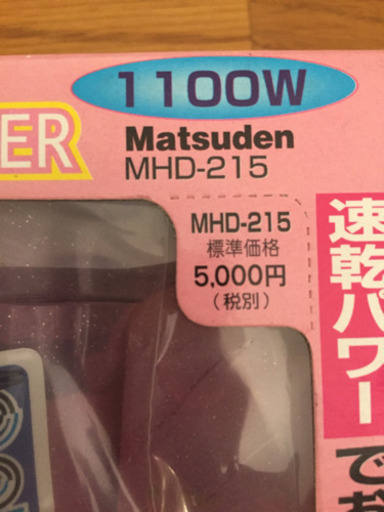 1100W
ER
Matsuden
MHD-215
MHD-215
標準価格
5,000円
（税別）
速乾パワー
で